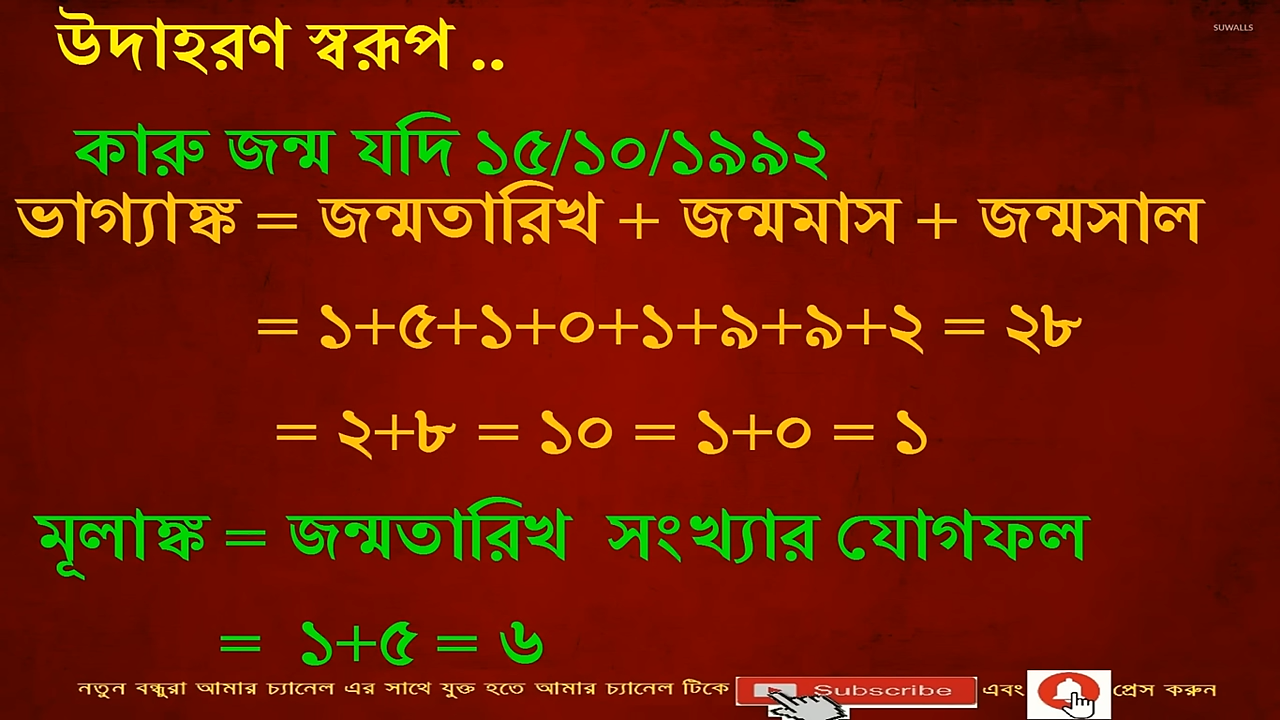 উদাহরণ স্বরূপ ..
SUWALLS
কারু জন্ম যদি ১৫/১০/১৯৯২
ভাগ্যাঙ্ক = জন্মতারিখ + জন্মমাস + জন্মসাল
= ১+৫+১+০+১+৯+৯+২ = ২৮
= ২+৮ = ১০ = ১+০ = ১
মূলাঙ্ক = জন্মতারিখ সংখ্যার যোগফল
= ১+৫ = ৬
নতুন বন্ধুরা আমার চ্যানেল এর সাথে যুক্ত হতে আমার চ্যানেল টিকে Subscribe এবং প্রেস করুন